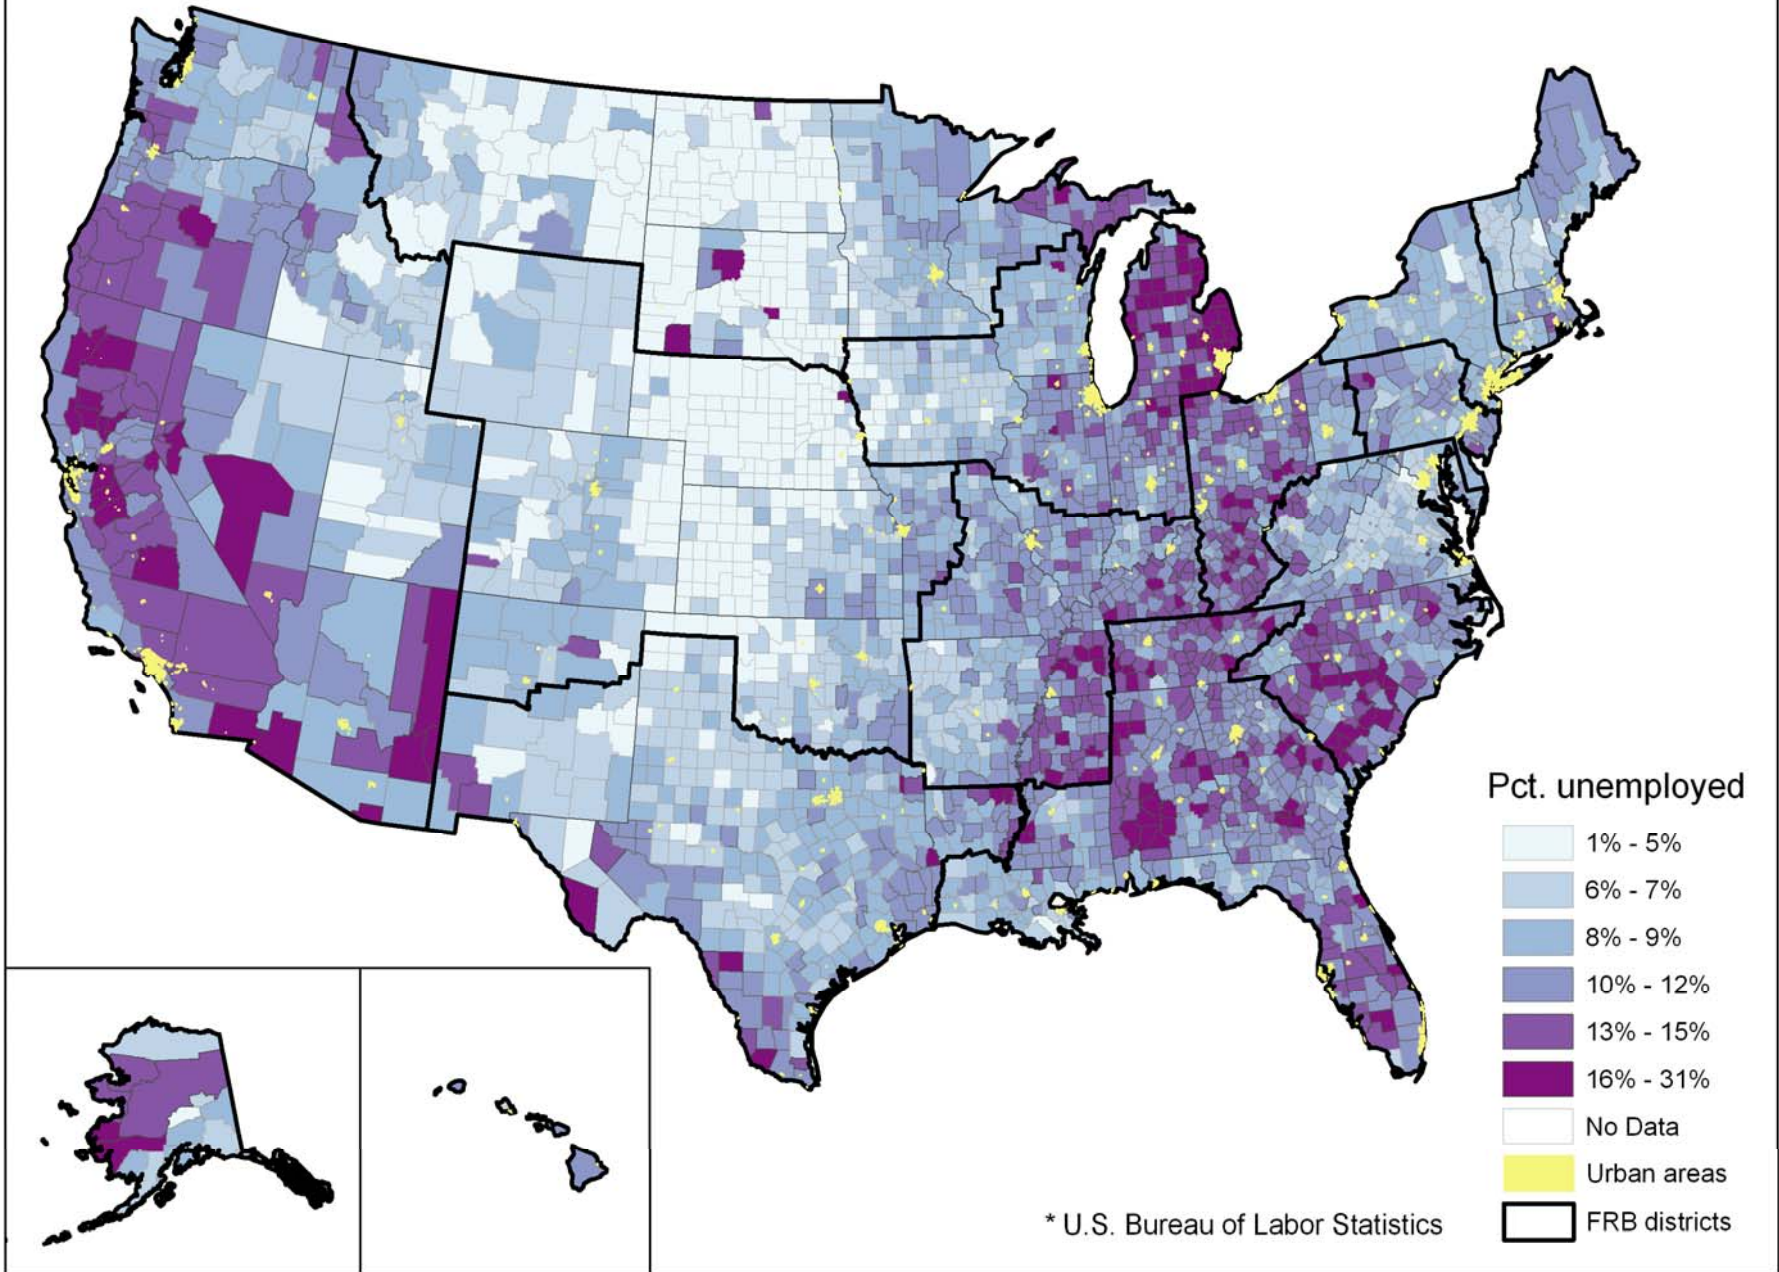 Pct. unemployed
1% - 5%
6% - 7%
8% - 9%
10% - 12%
13% - 15%
16% - 31%
No Data
Urban areas
FRB districts
* U.S. Bureau of Labor Statistics